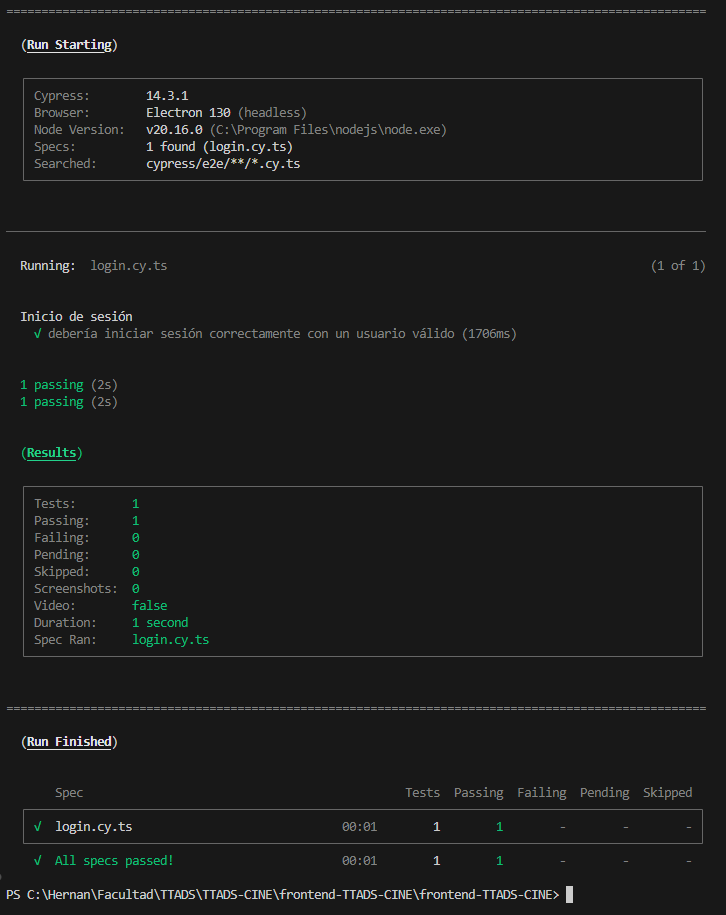 ====================================================================================================
(Run Starting)
Cypress: 14.3.1
Browser: Electron 130 (headless)
Node Version: v20.16.0 (C:\Program Files\nodejs\node.exe)
Specs: 1 found (login.cy.ts)
Searched: cypress/e2e/**/*.cy.ts
Running: login.cy.ts (1 of 1)
Inicio de sesión
√ debería iniciar sesión correctamente con un usuario válido (1706ms)
1 passing (2s)
1 passing (2s)
(Results)
Tests: 1
Passing: 1
Failing: 0
Pending: 0
Skipped: 0
Screenshots: 0
Video: false
Duration: 1 second
Spec Ran: login.cy.ts
====================================================================================================
(Run Finished)
Spec Tests Passing Failing Pending Skipped
√ login.cy.ts 00:01 1 1 - - -
√ All specs passed! 00:01 1 1 - - -
PS C:\Hernan\Facultad\TTADS\TTADS-CINE\frontend-TTADS-CINE\frontend-TTADS-CINE>